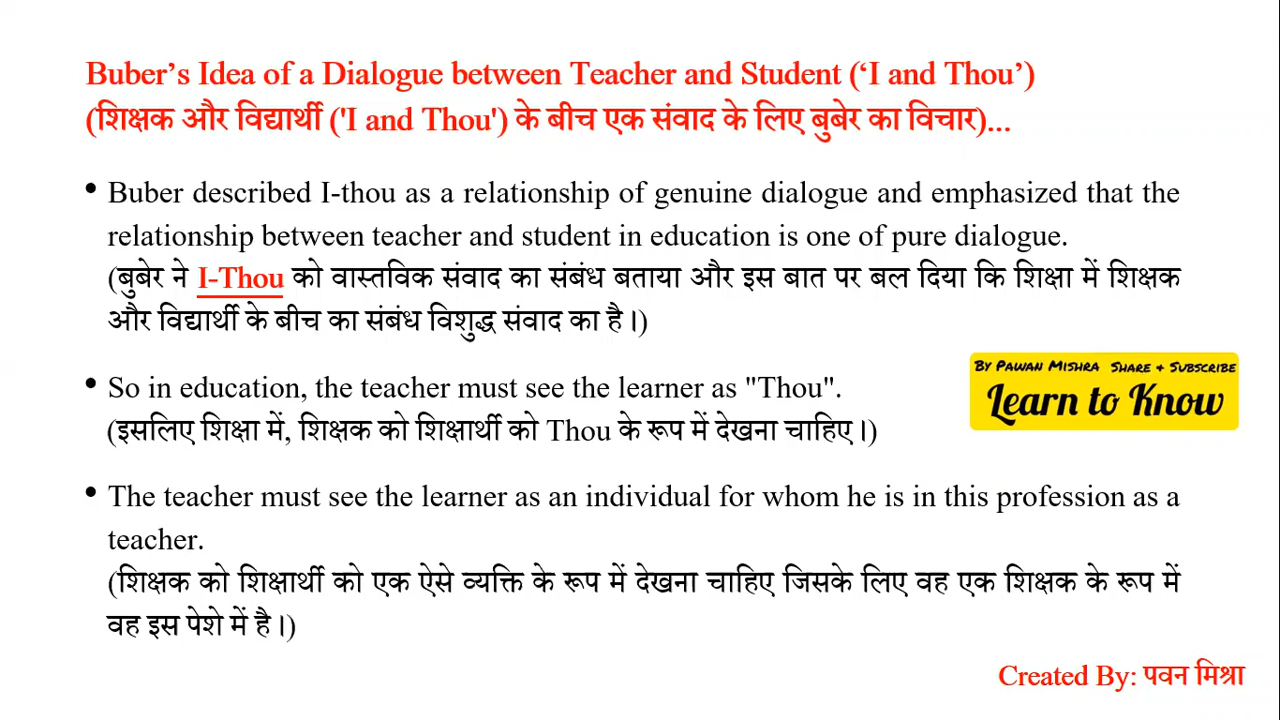 Buber’s Idea of a Dialogue between Teacher and Student (‘I and Thou’)
(शिक्षक और विद्यार्थी ('I and Thou') के बीच एक संवाद के लिए बुबेर का विचार)...
• Buber described I-thou as a relationship of genuine dialogue and emphasized that the
relationship between teacher and student in education is one of pure dialogue.
(बुबेर ने I-Thou को वास्तविक संवाद का संबंध बताया और इस बात पर बल दिया कि शिक्षा में शिक्षक
और विद्यार्थी के बीच का संबंध विशुद्ध संवाद का है।)
• So in education, the teacher must see the learner as "Thou".
(इसलिए शिक्षा में, शिक्षक को शिक्षार्थी को Thou के रूप में देखना चाहिए।)
By Pawan Mishra Share & Subscribe
Learn to Know
• The teacher must see the learner as an individual for whom he is in this profession as a
teacher.
(शिक्षक को शिक्षार्थी को एक ऐसे व्यक्ति के रूप में देखना चाहिए जिसके लिए वह एक शिक्षक के रूप में
वह इस पेशे में है।)
Created By: पवन मिश्रा